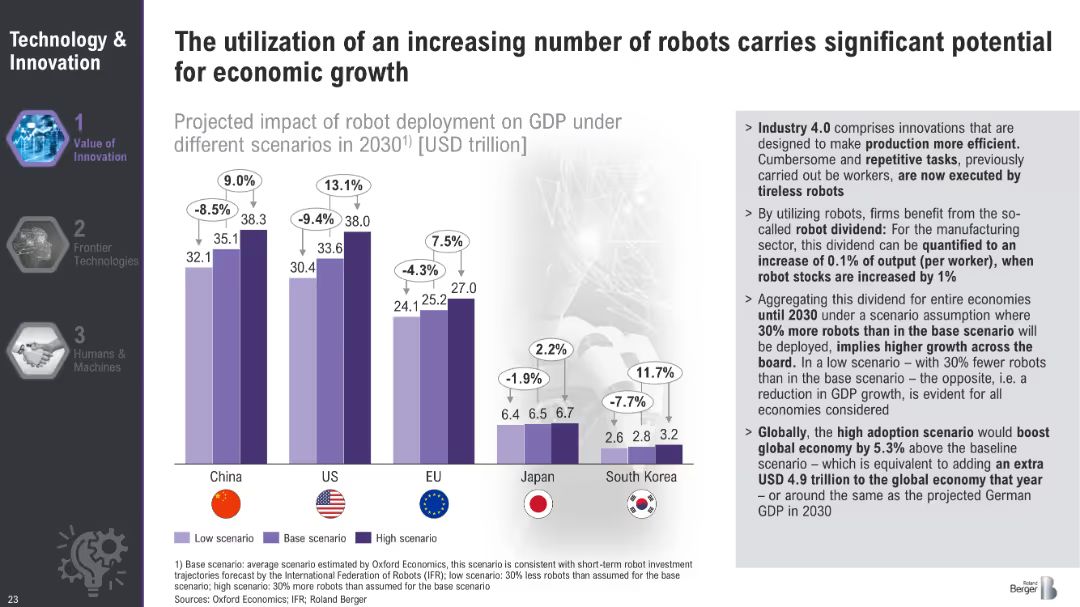 Technology &
Innovation
1
Value of
Innovation
2
Frontier
Technologies
3
Humans &
Machines
23
The utilization of an increasing number of robots carries significant potential
for economic growth
Projected impact of robot deployment on GDP under
different scenarios in 2030¹⁾ [USD trillion]
-8.5%
9.0%
32.1
35.1
38.3
China
-9.4%
13.1%
30.4
33.6
38.0
US
-4.3%
7.5%
24.1
25.2
27.0
EU
-1.9%
2.2%
6.4
6.5
6.7
Japan
-7.7%
11.7%
2.6
2.8
3.2
South Korea
Low scenario
Base scenario
High scenario
1) Base scenario: average scenario estimated by Oxford Economics, this scenario is consistent with short-term robot investment
trajectories forecast by the International Federation of Robots (IFR); low scenario: 30% less robots than assumed for the base
scenario; high scenario: 30% more robots than assumed for the base scenario
Sources: Oxford Economics; IFR; Roland Berger
> Industry 4.0 comprises innovations that are
designed to make production more efficient.
Cumbersome and repetitive tasks, previously
carried out be workers, are now executed by
tireless robots
> By utilizing robots, firms benefit from the so-
called robot dividend: For the manufacturing
sector, this dividend can be quantified to an
increase of 0.1% of output (per worker), when
robot stocks are increased by 1%
> Aggregating this dividend for entire economies
until 2030 under a scenario assumption where
30% more robots than in the base scenario will
be deployed, implies higher growth across the
board. In a low scenario – with 30% fewer robots
than in the base scenario – the opposite, i.e. a
reduction in GDP growth, is evident for all
economies considered
> Globally, the high adoption scenario would boost
global economy by 5.3% above the baseline
scenario – which is equivalent to adding an extra
USD 4.9 trillion to the global economy that year
– or around the same as the projected German
GDP in 2030
Roland
Berger
B